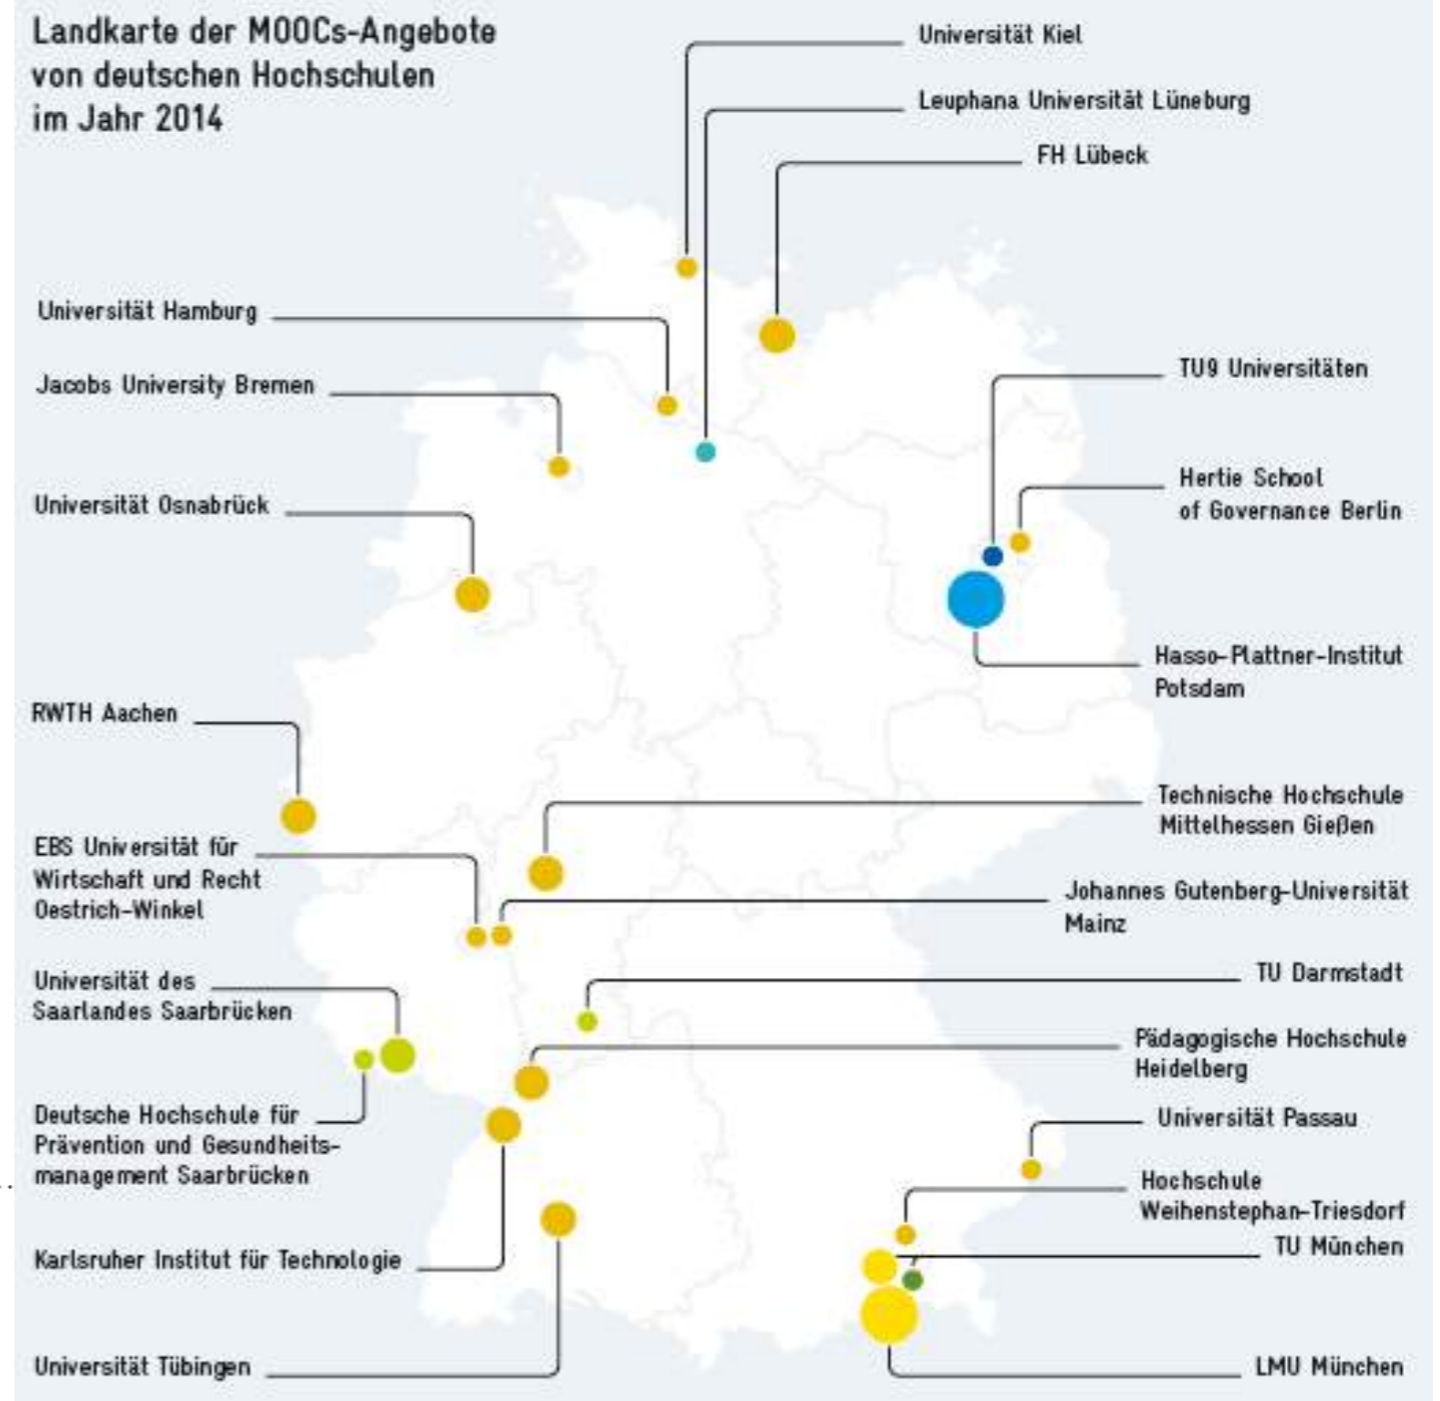 Landkarte der MOOCs-Angebote
von deutschen Hochschulen
im Jahr 2014
Universität Kiel
Leuphana Universität Lüneburg
FH Lübeck
Universität Hamburg
Jacobs University Bremen
TU9 Universitäten
Hertie School
of Governance Berlin
Universität Osnabrück
Hasso-Plattner-Institut
Potsdam
RWTH Aachen
Technische Hochschule
Mittelhessen Gießen
EBS Universität für
Wirtschaft und Recht
Oestrich-Winkel
Johannes Gutenberg-Universität
Mainz
Universität des
Saarlandes Saarbrücken
TU Darmstadt
Pädagogische Hochschule
Heidelberg
Deutsche Hochschule für
Prävention und Gesundheits-
management Saarbrücken
Universität Passau
Hochschule
Weihenstephan-Triesdorf
TU München
Karlsruher Institut für Technologie
Universität Tübingen
LMU München